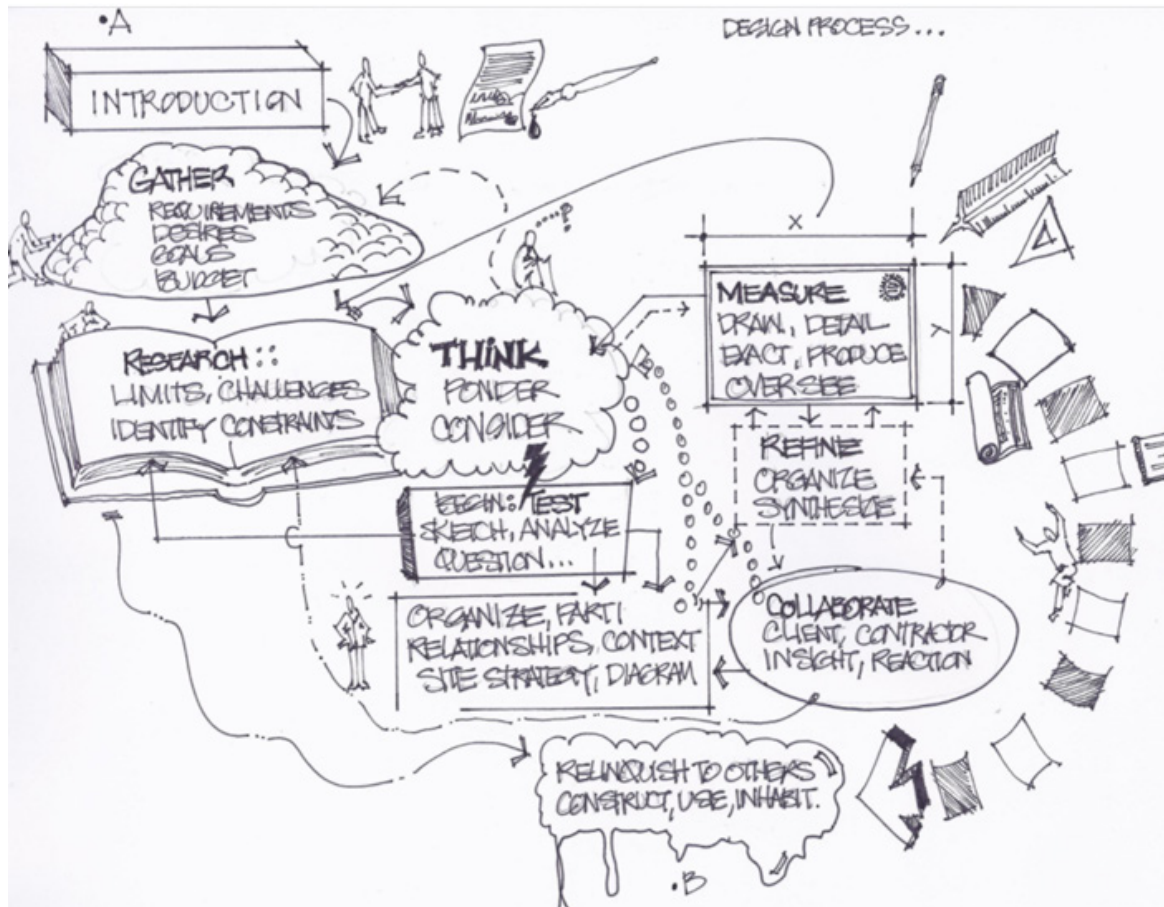 •A
DESIGN PROCESS...
INTRODUCTION
GATHER
REQUIREMENTS
DESIRES
GOALS
BUDGET
RESEARCH::
LIMITS, CHALLENGES
IDENTIFY CONSTRAINTS
?
THINK
PONDER
CONSIDER
X
Y
MEASURE
DRAW, DETAIL
EXACT, PRODUCE
OVERSEE
4
REFINE
ORGANIZE
SYNTHESIZE
BEGIN: TEST
SKETCH, ANALYZE
QUESTION...
ORGANIZE, PARTI
RELATIONSHIPS, CONTEXT
SITE STRATEGY, DIAGRAM
COLLABORATE
CLIENT, CONTRACTOR
INSIGHT, REACTION
RELINQUISH TO OTHERS
CONSTRUCT, USE, INHABIT.
•B